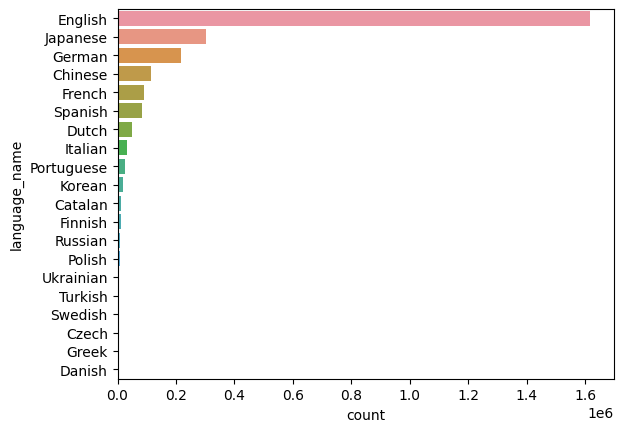 English
Japanese
German
Chinese
French
Spanish
Dutch
Italian
Portuguese
Korean
Catalan
Finnish
Russian
Polish
Ukrainian
Turkish
Swedish
Czech
Greek
Danish
language_name
0.0 0.2 0.4 0.6 0.8 1.0 1.2 1.4 1.6
1e6
count